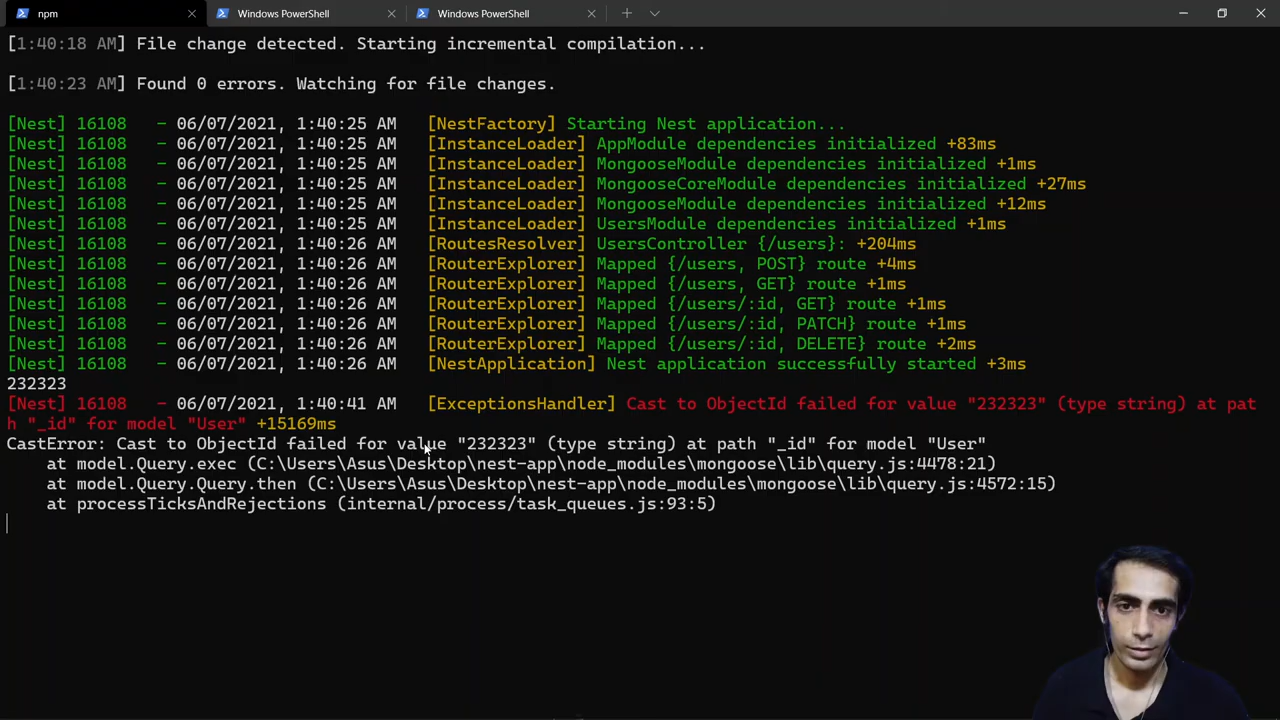 npm
Windows PowerShell
Windows PowerShell
[1:40:18 AM] File change detected. Starting incremental compilation...
[1:40:23 AM] Found 0 errors. Watching for file changes.
[Nest] 16108   - 06/07/2021, 1:40:25 AM   [NestFactory] Starting Nest application...
[Nest] 16108   - 06/07/2021, 1:40:25 AM   [InstanceLoader] AppModule dependencies initialized +83ms
[Nest] 16108   - 06/07/2021, 1:40:25 AM   [InstanceLoader] MongooseModule dependencies initialized +1ms
[Nest] 16108   - 06/07/2021, 1:40:25 AM   [InstanceLoader] MongooseCoreModule dependencies initialized +27ms
[Nest] 16108   - 06/07/2021, 1:40:25 AM   [InstanceLoader] MongooseModule dependencies initialized +12ms
[Nest] 16108   - 06/07/2021, 1:40:25 AM   [InstanceLoader] UsersModule dependencies initialized +1ms
[Nest] 16108   - 06/07/2021, 1:40:26 AM   [RoutesResolver] UsersController {/users}: +204ms
[Nest] 16108   - 06/07/2021, 1:40:26 AM   [RouterExplorer] Mapped {/users, POST} route +4ms
[Nest] 16108   - 06/07/2021, 1:40:26 AM   [RouterExplorer] Mapped {/users, GET} route +1ms
[Nest] 16108   - 06/07/2021, 1:40:26 AM   [RouterExplorer] Mapped {/users/:id, GET} route +1ms
[Nest] 16108   - 06/07/2021, 1:40:26 AM   [RouterExplorer] Mapped {/users/:id, PATCH} route +1ms
[Nest] 16108   - 06/07/2021, 1:40:26 AM   [RouterExplorer] Mapped {/users/:id, DELETE} route +2ms
[Nest] 16108   - 06/07/2021, 1:40:26 AM   [NestApplication] Nest application successfully started +3ms
232323
[Nest] 16108   - 06/07/2021, 1:40:41 AM   [ExceptionsHandler] Cast to ObjectId failed for value "232323" (type string) at pat
h "_id" for model "User" +15169ms
CastError: Cast to ObjectId failed for value "232323" (type string) at path "_id" for model "User"
    at model.Query.exec (C:\Users\Asus\Desktop\nest-app\node_modules\mongoose\lib\query.js:4478:21)
    at model.Query.Query.then (C:\Users\Asus\Desktop\nest-app\node_modules\mongoose\lib\query.js:4572:15)
    at processTicksAndRejections (internal/process/task_queues.js:93:5)